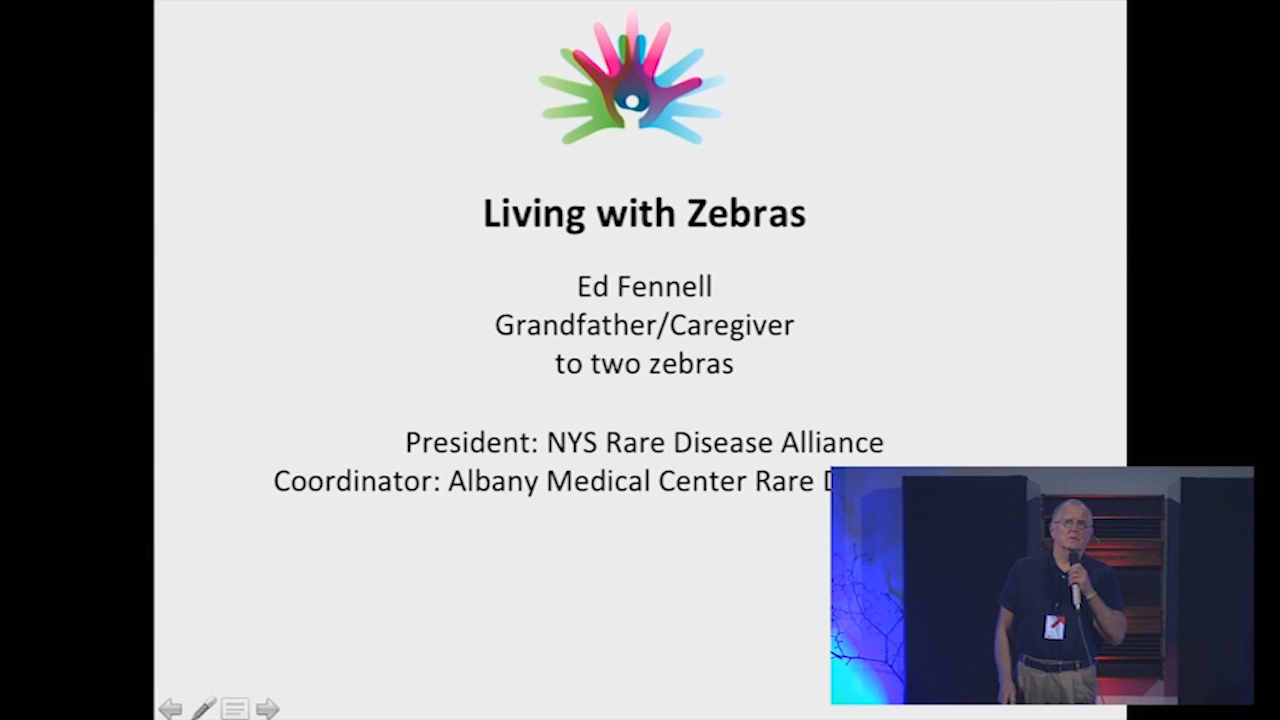 Living with Zebras
Ed Fennell
Grandfather/Caregiver
to two zebras
President: NYS Rare Disease Alliance
Coordinator: Albany Medical Center Rare